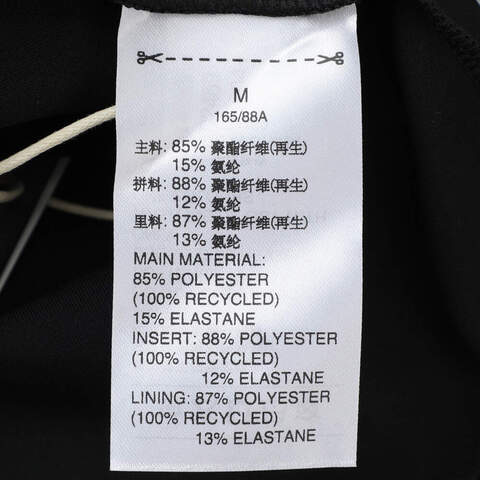 M
165/88A
主料: 85% 聚酯纤维(再生)
15% 氨纶
拼料: 88% 聚酯纤维(再生)
12% 氨纶
里料: 87% 聚酯纤维(再生)
13% 氨纶
MAIN MATERIAL:
85% POLYESTER
(100% RECYCLED)
15% ELASTANE
INSERT: 88% POLYESTER
(100% RECYCLED)
12% ELASTANE
LINING: 87% POLYESTER
(100% RECYCLED)
13% ELASTANE